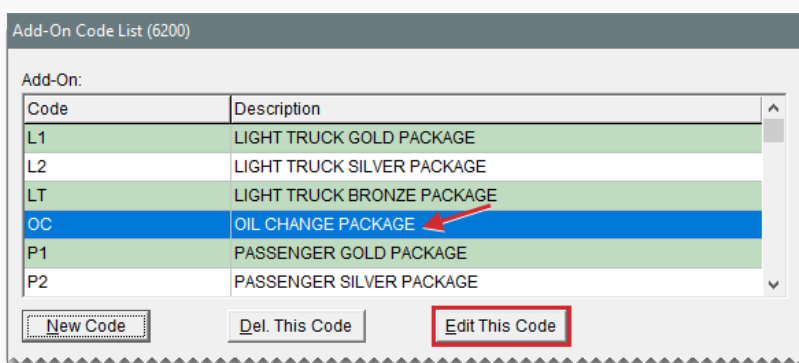 Add-On Code List (6200)
Add-On:
Code Description
L1 LIGHT TRUCK GOLD PACKAGE
L2 LIGHT TRUCK SILVER PACKAGE
LT LIGHT TRUCK BRONZE PACKAGE
OC OIL CHANGE PACKAGE
P1 PASSENGER GOLD PACKAGE
P2 PASSENGER SILVER PACKAGE
New Code Del. This Code Edit This Code